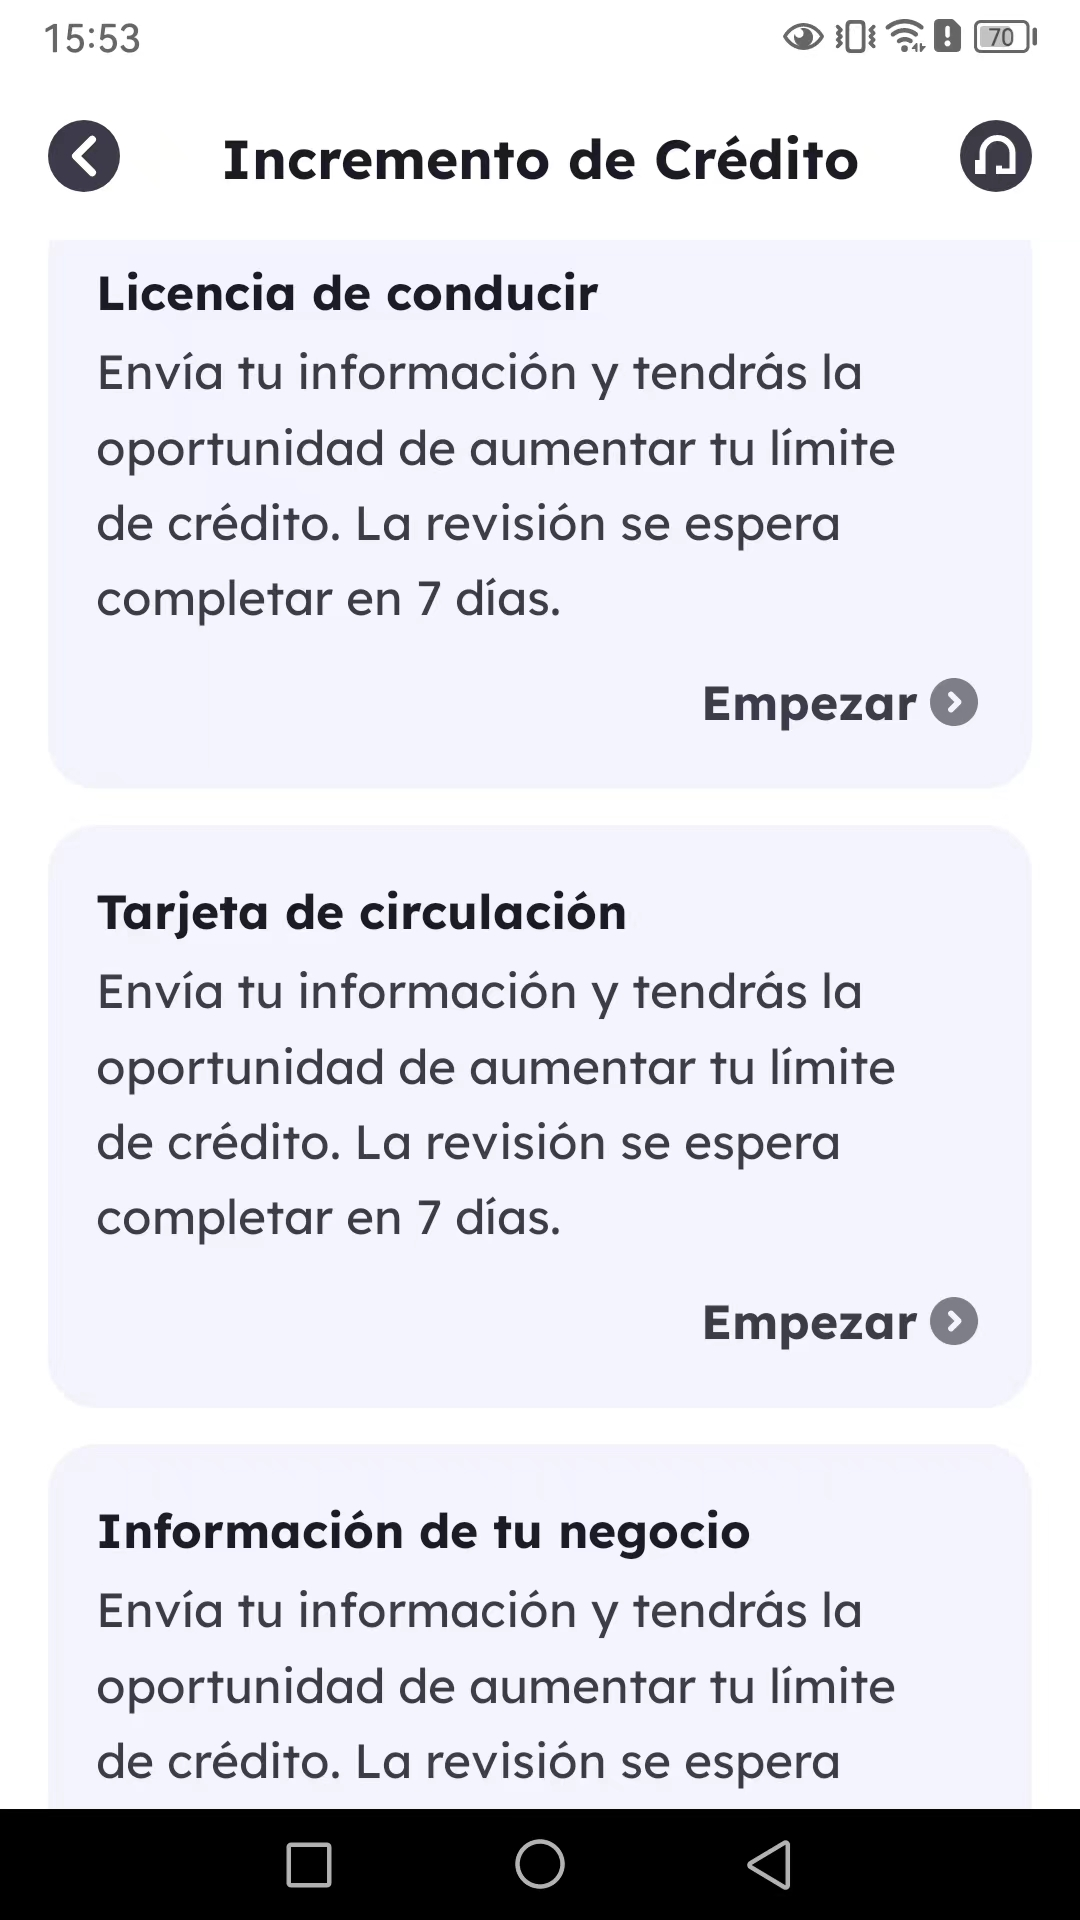 15:53
70
Incremento de Crédito
Licencia de conducir
Envía tu información y tendrás la
oportunidad de aumentar tu límite
de crédito. La revisión se espera
completar en 7 días.
Empezar
Tarjeta de circulación
Envía tu información y tendrás la
oportunidad de aumentar tu límite
de crédito. La revisión se espera
completar en 7 días.
Empezar
Información de tu negocio
Envía tu información y tendrás la
oportunidad de aumentar tu límite
de crédito. La revisión se espera